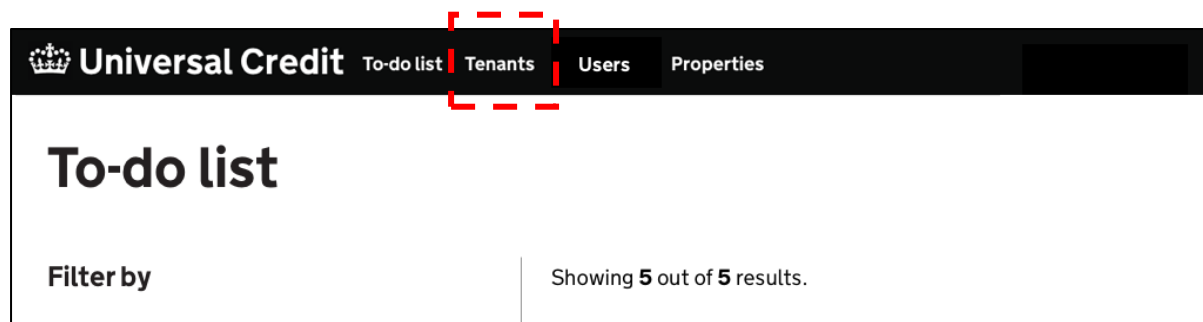 Universal Credit To-do list Tenants Users Properties
To-do list
Filter by
Showing 5 out of 5 results.